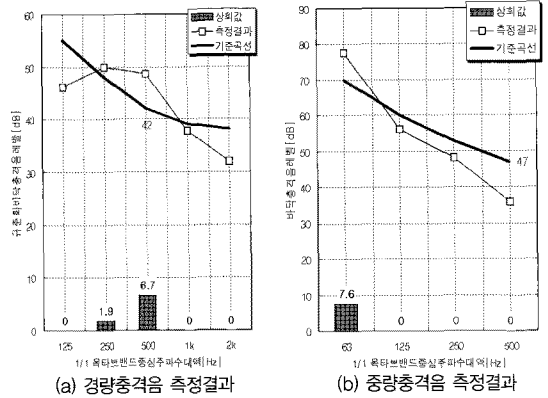 상회값
측정결과
기준곡선
60
50
40
30
20
10
0
42
0
1.9
6.7
0
0
125
250
500
1k
2k
규준화바닥충격음레벨 [dB]
1/1 옥타브밴드중심주파수대역[Hz]
(a) 경량충격음 측정결과
상회값
측정결과
기준곡선
90
80
70
60
50
40
30
20
10
0
47
7.6
0
0
0
63
125
250
500
바닥충격음레벨 [dB]
1/1 옥타브밴드중심주파수대역[Hz]
(b) 중량충격음 측정결과